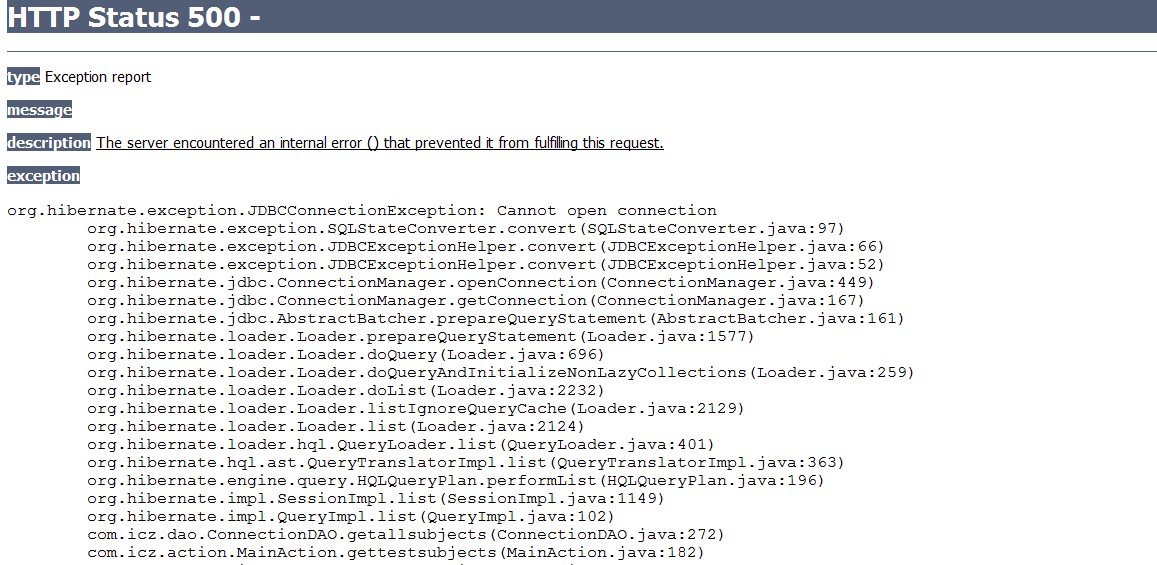 HTTP Status 500 -
type Exception report
message
description The server encountered an internal error () that prevented it from fulfilling this request.
exception
org.hibernate.exception.JDBCConnectionException: Cannot open connection
org.hibernate.exception.SQLStateConverter.convert(SQLStateConverter.java:97)
org.hibernate.exception.JDBCExceptionHelper.convert(JDBCExceptionHelper.java:66)
org.hibernate.exception.JDBCExceptionHelper.convert(JDBCExceptionHelper.java:52)
org.hibernate.jdbc.ConnectionManager.openConnection(ConnectionManager.java:449)
org.hibernate.jdbc.ConnectionManager.getConnection(ConnectionManager.java:167)
org.hibernate.jdbc.AbstractBatcher.prepareQueryStatement(AbstractBatcher.java:161)
org.hibernate.loader.Loader.prepareQueryStatement(Loader.java:1577)
org.hibernate.loader.Loader.doQuery(Loader.java:696)
org.hibernate.loader.Loader.doQueryAndInitializeNonLazyCollections(Loader.java:259)
org.hibernate.loader.Loader.doList(Loader.java:2232)
org.hibernate.loader.Loader.listIgnoreQueryCache(Loader.java:2129)
org.hibernate.loader.Loader.list(Loader.java:2124)
org.hibernate.loader.hql.QueryLoader.list(QueryLoader.java:401)
org.hibernate.hql.ast.QueryTranslatorImpl.list(QueryTranslatorImpl.java:363)
org.hibernate.engine.query.HQLQueryPlan.performList(HQLQueryPlan.java:196)
org.hibernate.impl.SessionImpl.list(SessionImpl.java:1149)
org.hibernate.impl.QueryImpl.list(QueryImpl.java:102)
com.icz.dao.ConnectionDAO.getallsubjects(ConnectionDAO.java:272)
com.icz.action.MainAction.gettestsubjects(MainAction.java:182)